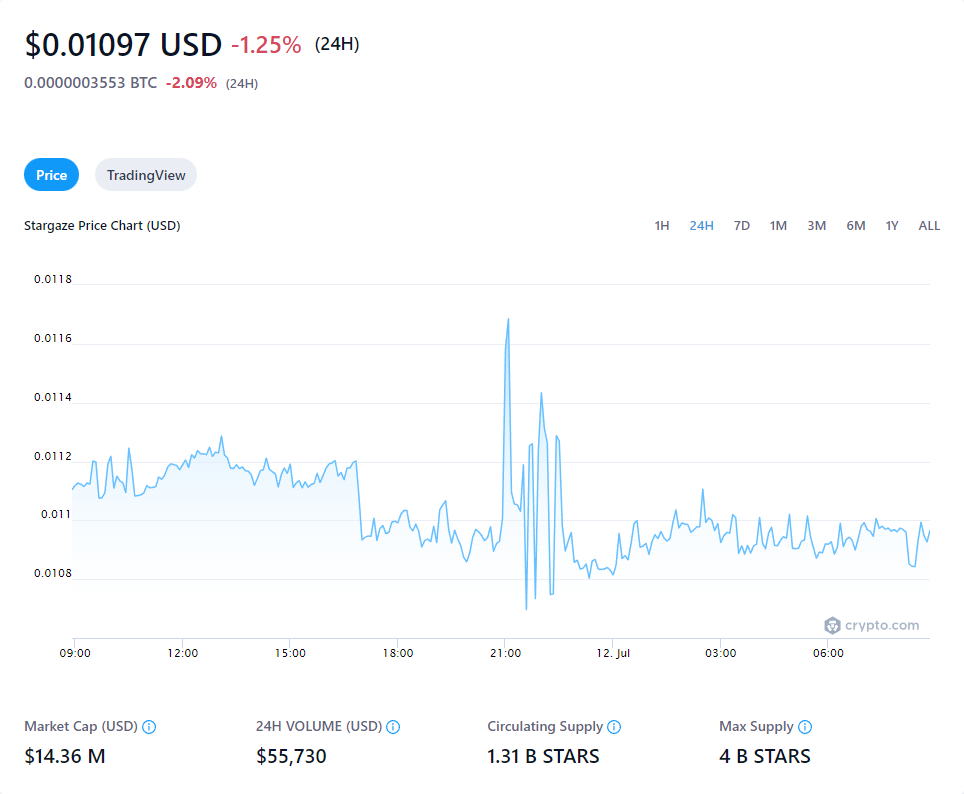 $0.01097 USD -1.25% (24H)
0.0000003553 BTC -2.09% (24H)
Price TradingView
Stargaze Price Chart (USD) 1H 24H 7D 1M 3M 6M 1Y ALL
0.0118
0.0116
0.0114
0.0112
0.011
0.0108
crypto.com
09:00 12:00 15:00 18:00 21:00 12. Jul 03:00 06:00
Market Cap (USD) 24H VOLUME (USD) Circulating Supply Max Supply
$14.36 M $55,730 1.31 B STARS 4 B STARS